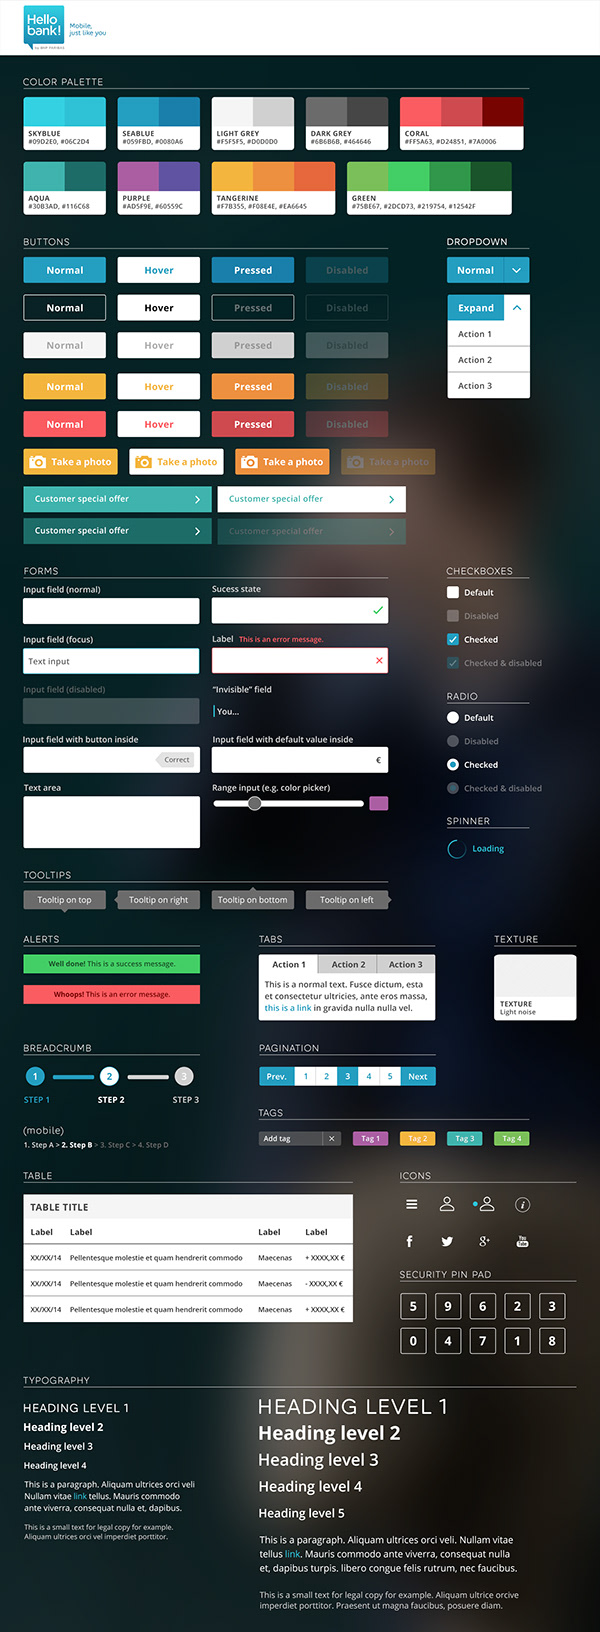 Hello
bank!
by BNP PARIBAS
Mobile,
just like you
COLOR PALETTE
SKYBLUE
#09D2E0, #06C2D4
SEABLUE
#059FBD, #0080A6
LIGHT GREY
#F5F5F5, #D0D0D0
DARK GREY
#6B6B6B, #464646
CORAL
#FF5A63, #D24851, #7A0006
AQUA
#30B3AD, #116C68
PURPLE
#AD5F9E, #60559C
TANGERINE
#F7B355, #F08E4E, #EA6645
GREEN
#75BE67, #2DCD73, #219754, #12542F
BUTTONS
Normal Hover Pressed Disabled
Normal Hover Pressed Disabled
Normal Hover Pressed Disabled
Normal Hover Pressed Disabled
Normal Hover Pressed Disabled
Take a photo Take a photo Take a photo Take a photo
Customer special offer Customer special offer
Customer special offer Customer special offer
DROPDOWN
Normal
Expand
Action 1
Action 2
Action 3
FORMS
Input field (normal)
Sucess state
Input field (focus)
Text input
Label This is an error message.
Input field (disabled)
"Invisible" field
You...
Input field with button inside
Correct
Input field with default value inside
€
Text area
Range input (e.g. color picker)
CHECKBOXES
Default
Disabled
Checked
Checked & disabled
RADIO
Default
Disabled
Checked
Checked & disabled
SPINNER
Loading
TOOLTIPS
Tooltip on top Tooltip on right Tooltip on bottom Tooltip on left
ALERTS
Well done! This is a success message.
Whoops! This is an error message.
TABS
Action 1 Action 2 Action 3
This is a normal text. Fusce dictum, esta
et consectetur ultricies, ante eros massa,
this is a link in gravida nulla nulla vel.
TEXTURE
TEXTURE
Light noise
BREADCRUMB
1 2 3
STEP 1 STEP 2 STEP 3
(mobile)
1. Step A > 2. Step B > 3. Step C > 4. Step D
PAGINATION
Prev. 1 2 3 4 5 Next
TAGS
Add tag × Tag 1 Tag 2 Tag 3 Tag 4
TABLE
TABLE TITLE
Label Label Label Label
XX/XX/14 Pellentesque molestie et quam hendrerit commodo Maecenas + XXXX,XX €
XX/XX/14 Pellentesque molestie et quam hendrerit commodo Maecenas - XXXX,XX €
XX/XX/14 Pellentesque molestie et quam hendrerit commodo Maecenas + XXXX,XX €
ICONS
i
f g+ You Tube
SECURITY PIN PAD
5 9 6 2 3
0 4 7 1 8
TYPOGRAPHY
HEADING LEVEL 1
Heading level 2
Heading level 3
Heading level 4
This is a paragraph. Aliquam ultrices orci veli
Nullam vitae link tellus. Mauris commodo
ante viverra, consequat nulla et, dapibus.
This is a small text for legal copy for example.
Aliquam ultrices orci vel imperdiet porttitor.
HEADING LEVEL 1
Heading level 2
Heading level 3
Heading level 4
Heading level 5
This is a paragraph. Aliquam ultrices orci veli. Nullam vitae
tellus link. Mauris commodo ante viverra, consequat nulla
et, dapibus turpis. libero congue felis rutrum, nec faucibus.
This is a small text for legal copy for example. Aliquam ultrice orcive
imperdiet porttitor. Praesent ut magna faucibus, posuere diam.